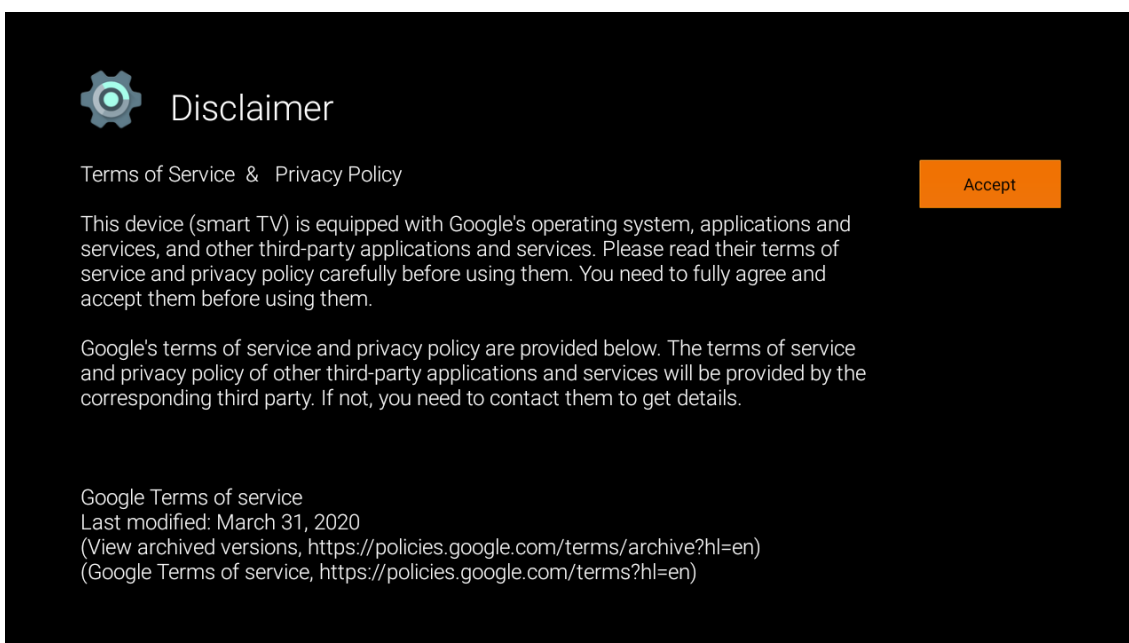 Disclaimer
Terms of Service & Privacy Policy
Accept
This device (smart TV) is equipped with Google's operating system, applications and
services, and other third-party applications and services. Please read their terms of
service and privacy policy carefully before using them. You need to fully agree and
accept them before using them.
Google's terms of service and privacy policy are provided below. The terms of service
and privacy policy of other third-party applications and services will be provided by the
corresponding third party. If not, you need to contact them to get details.
Google Terms of service
Last modified: March 31, 2020
(View archived versions, https://policies.google.com/terms/archive?hl=en)
(Google Terms of service, https://policies.google.com/terms?hl=en)